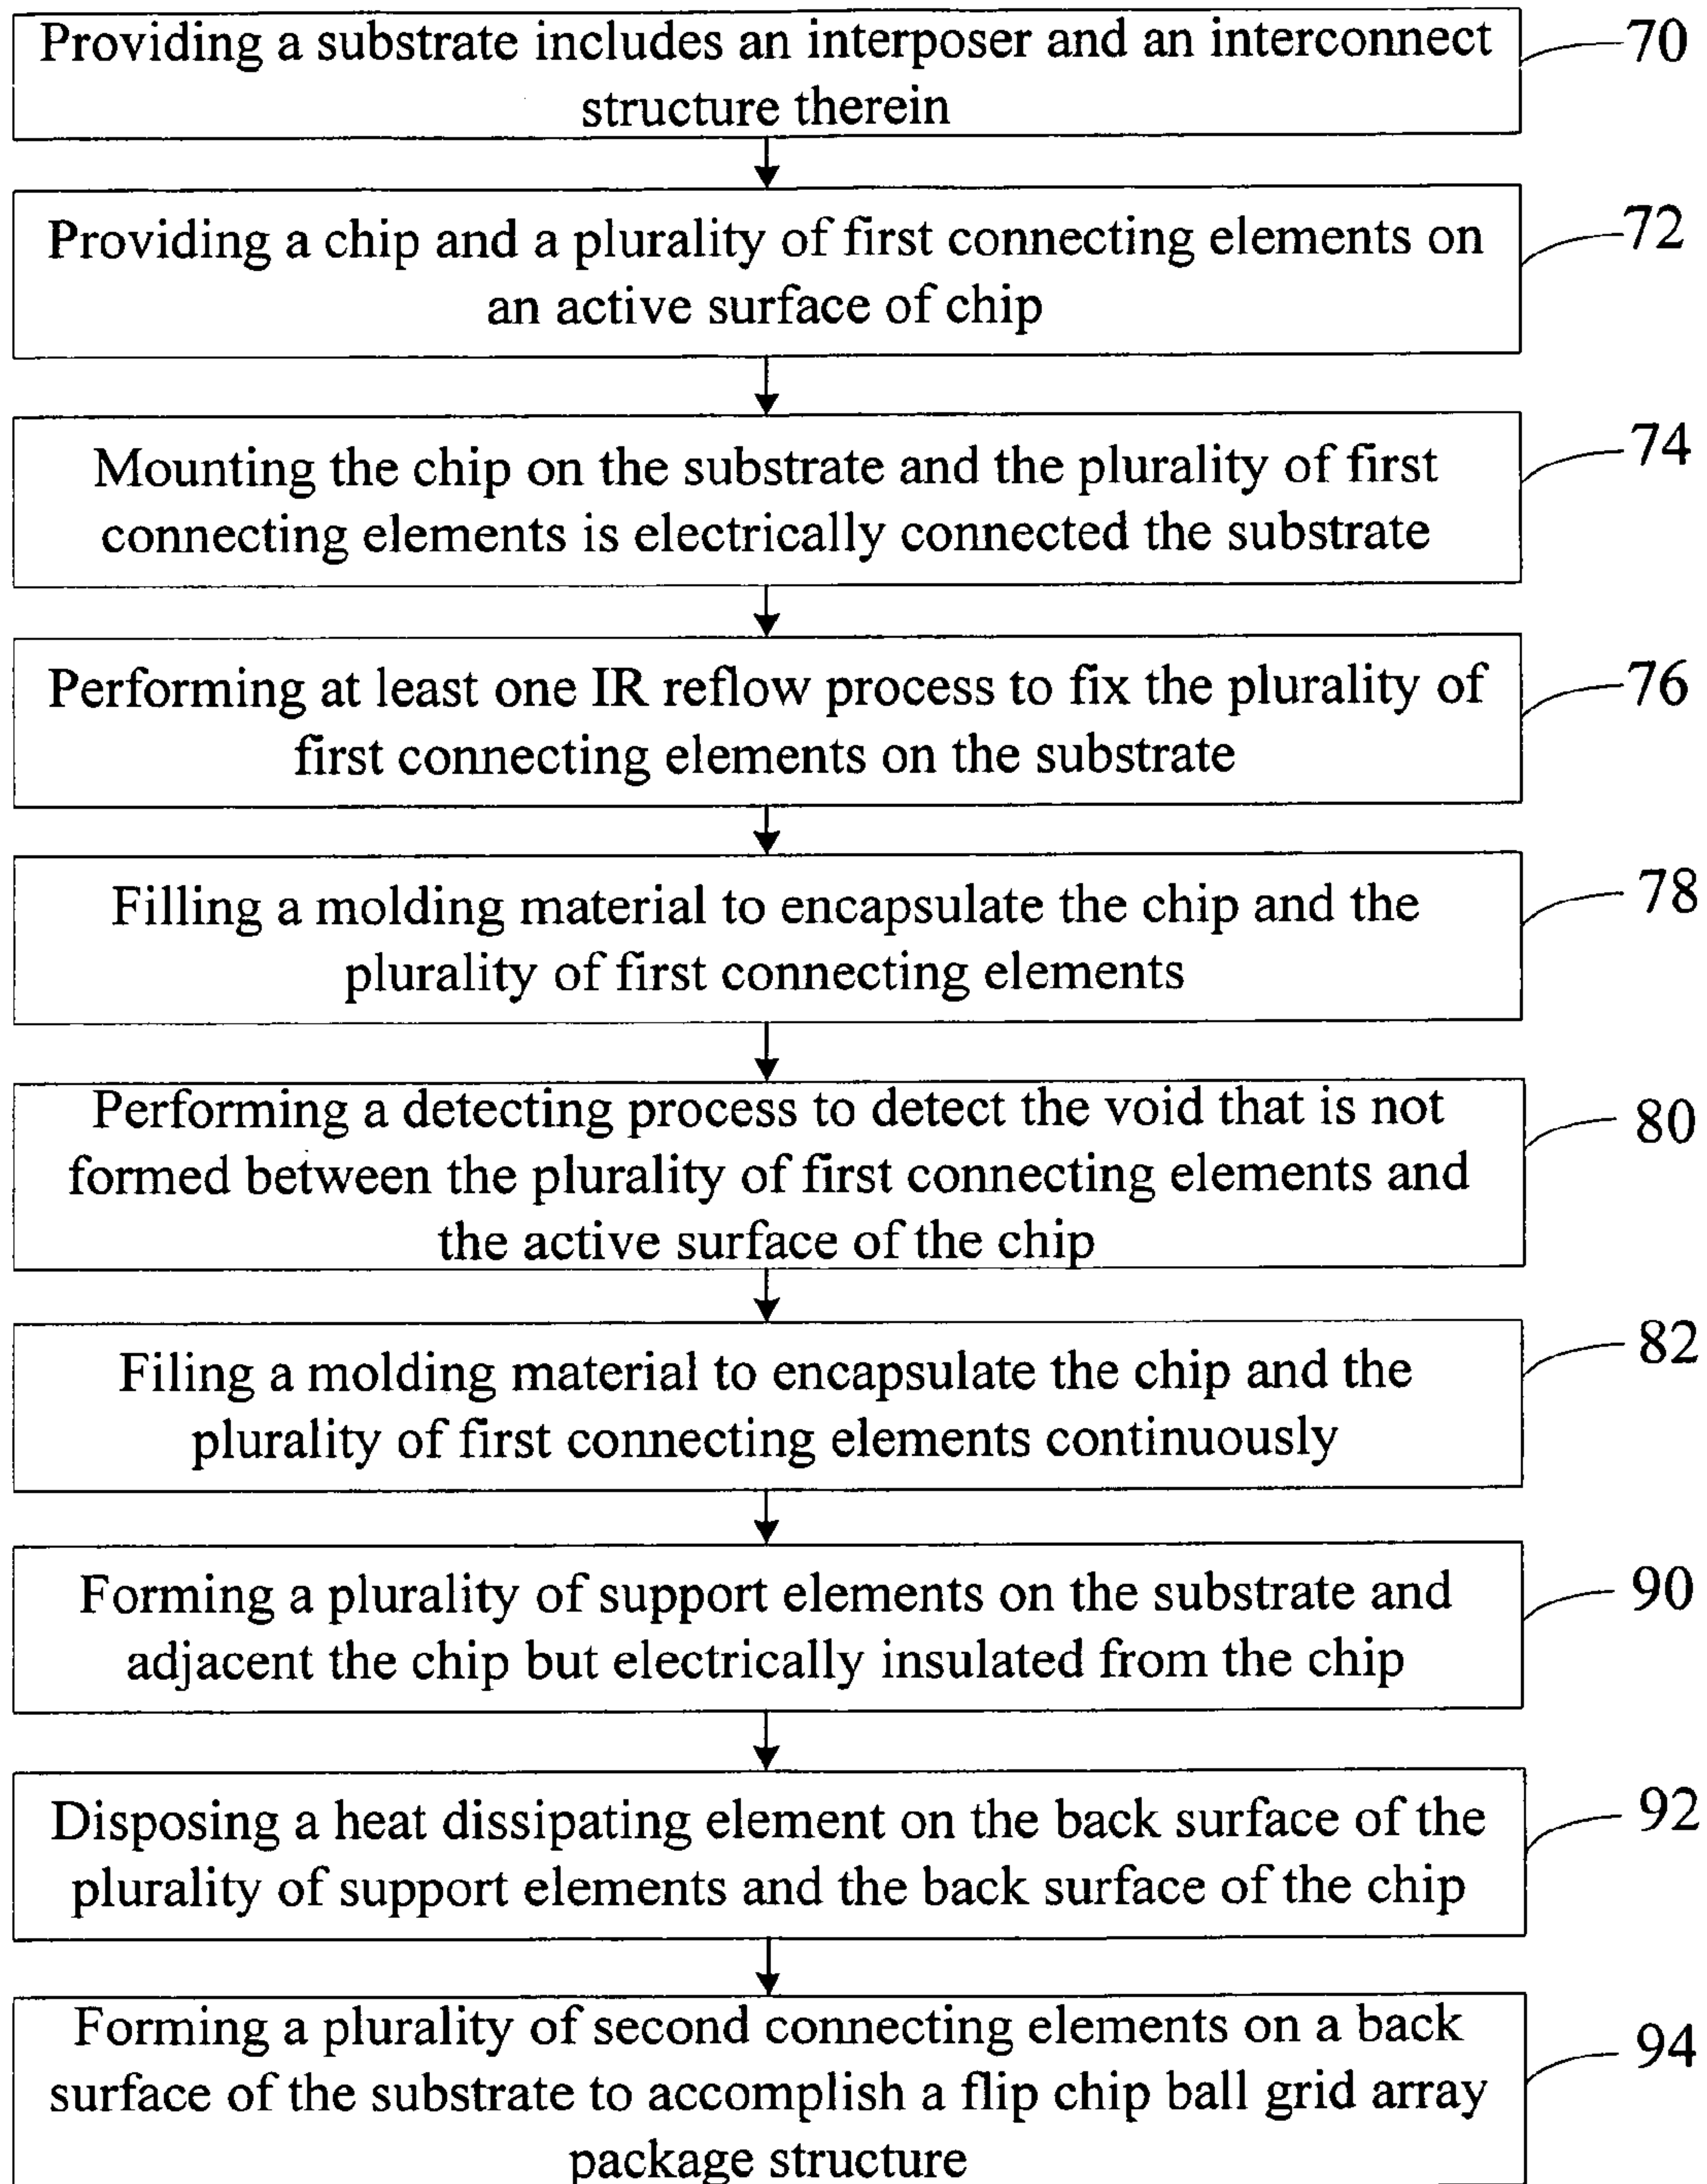 Providing a substrate includes an interposer and an interconnect
structure therein
70
Providing a chip and a plurality of first connecting elements on
an active surface of chip
72
Mounting the chip on the substrate and the plurality of first
connecting elements is electrically connected the substrate
74
Performing at least one IR reflow process to fix the plurality of
first connecting elements on the substrate
76
Filling a molding material to encapsulate the chip and the
plurality of first connecting elements
78
Performing a detecting process to detect the void that is not
formed between the plurality of first connecting elements and
the active surface of the chip
80
Filing a molding material to encapsulate the chip and the
plurality of first connecting elements continuously
82
Forming a plurality of support elements on the substrate and
adjacent the chip but electrically insulated from the chip
90
Disposing a heat dissipating element on the back surface of the
plurality of support elements and the back surface of the chip
92
Forming a plurality of second connecting elements on a back
surface of the substrate to accomplish a flip chip ball grid array
package structure
94